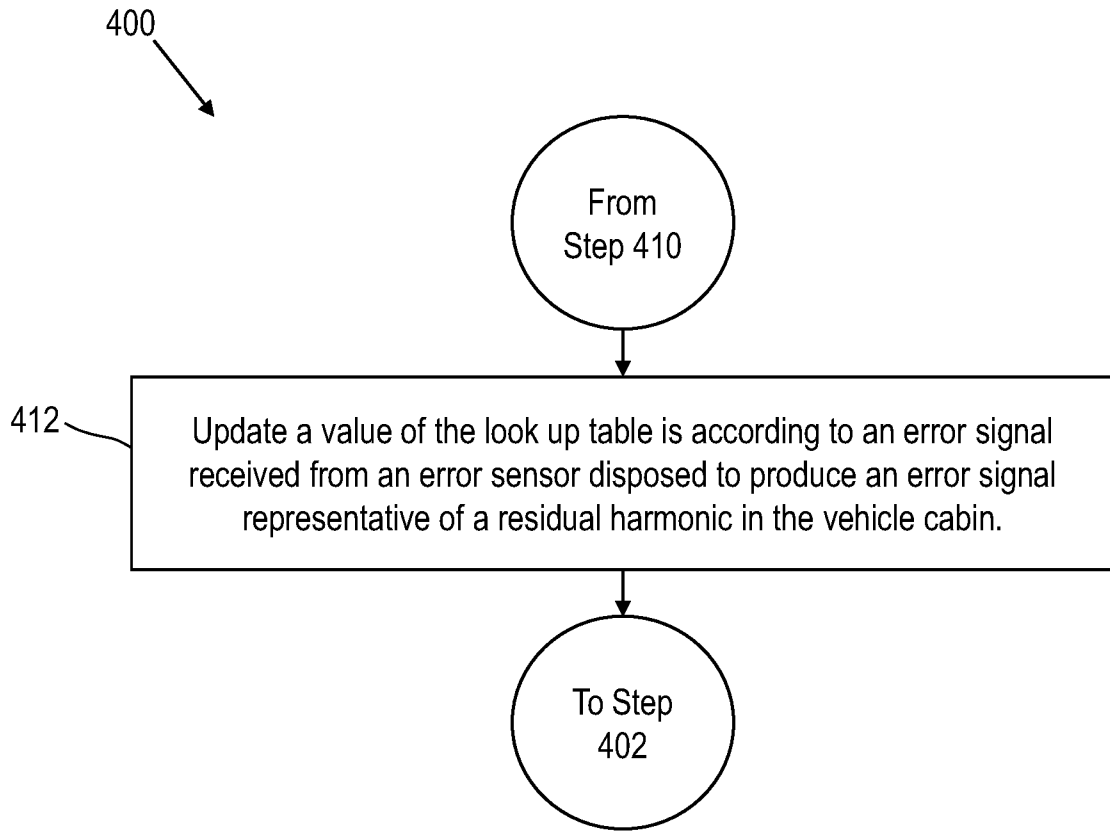 400
From
Step 410
412
Update a value of the look up table is according to an error signal
received from an error sensor disposed to produce an error signal
representative of a residual harmonic in the vehicle cabin.
To Step
402